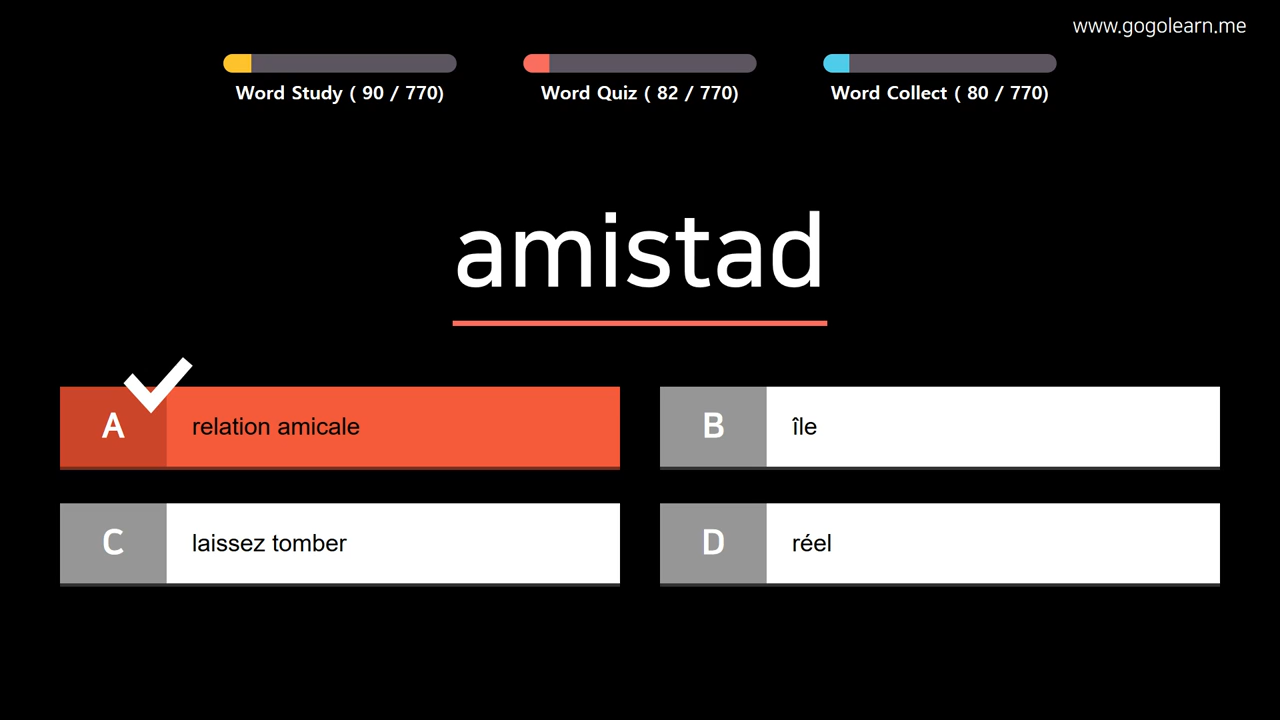 www.gogolearn.me
Word Study ( 90 / 770)
Word Quiz ( 82 / 770)
Word Collect ( 80 / 770)
amistad
A relation amicale
B île
C laissez tomber
D réel